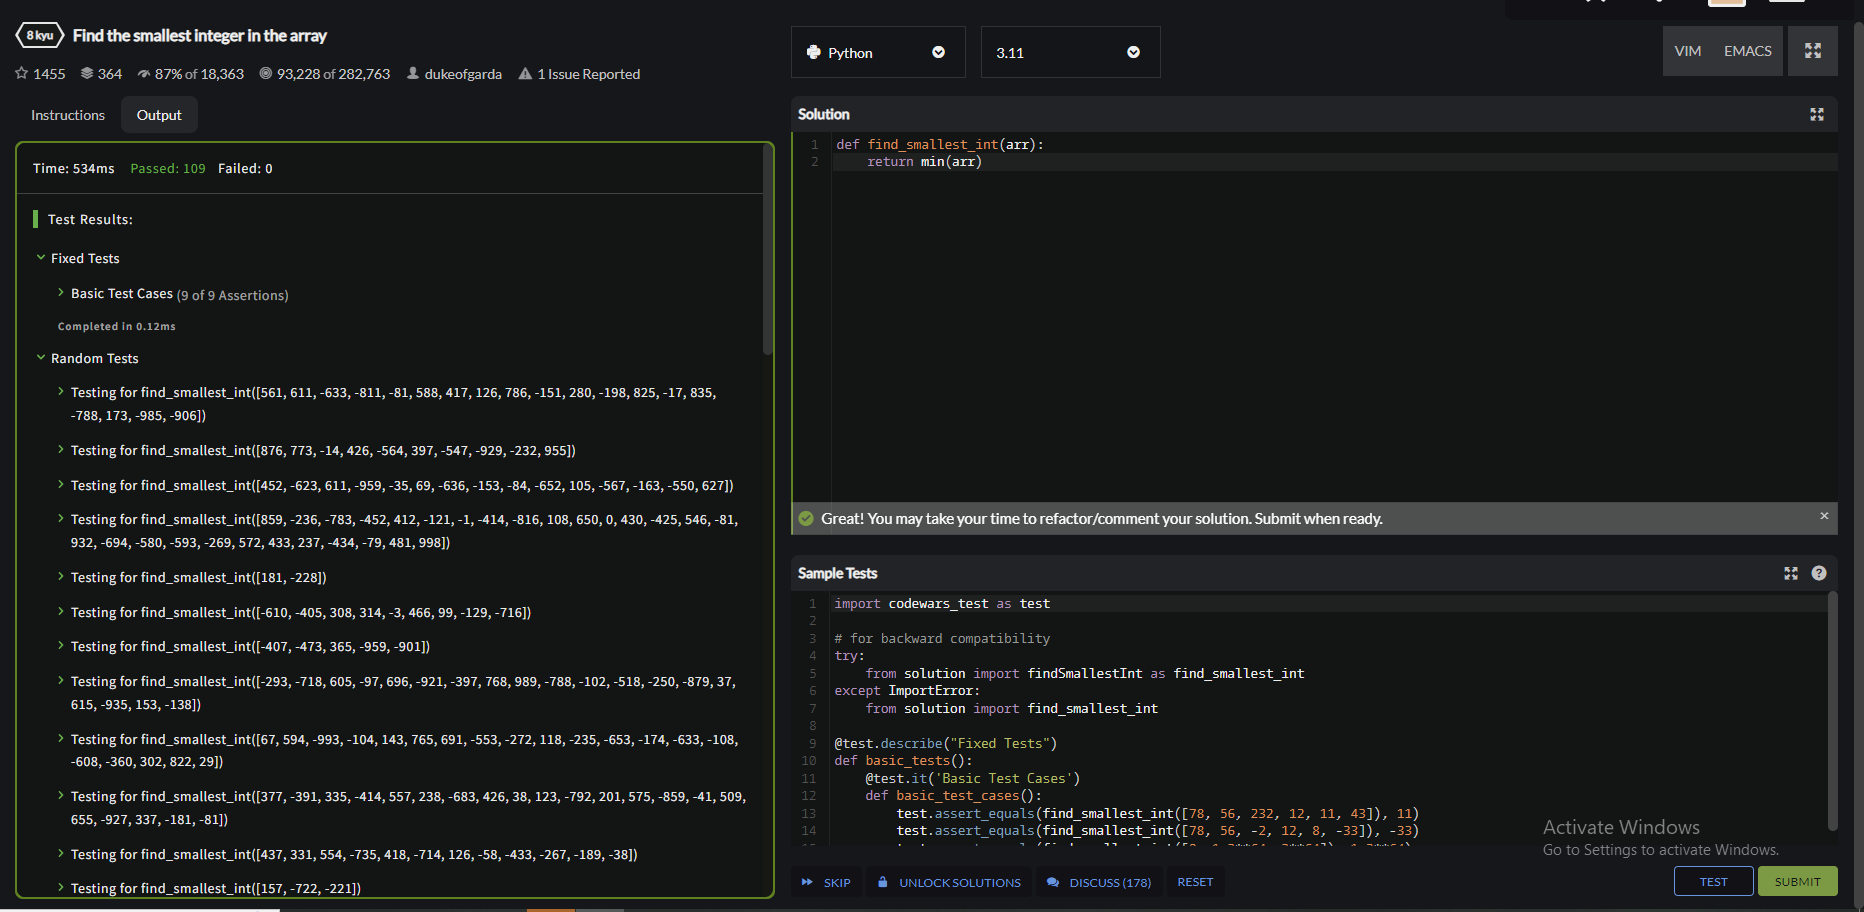 8 kyu Find the smallest integer in the array
1455 364 87% of 18,363 93,228 of 282,763 dukeofgarda 1 Issue Reported
Instructions Output
Time: 534ms Passed: 109 Failed: 0
Test Results:
Fixed Tests
Basic Test Cases (9 of 9 Assertions)
Completed in 0.12ms
Random Tests
Testing for find_smallest_int([561, 611, -633, -811, -81, 588, 417, 126, 786, -151, 280, -198, 825, -17, 835,
-788, 173, -985, -906])
Testing for find_smallest_int([876, 773, -14, 426, -564, 397, -547, -929, -232, 955])
Testing for find_smallest_int([452, -623, 611, -959, -35, 69, -636, -153, -84, -652, 105, -567, -163, -550, 627])
Testing for find_smallest_int([859, -236, -783, -452, 412, -121, -1, -414, -816, 108, 650, 0, 430, -425, 546, -81,
932, -694, -580, -593, -269, 572, 433, 237, -434, -79, 481, 998])
Testing for find_smallest_int([181, -228])
Testing for find_smallest_int([-610, -405, 308, 314, -3, 466, 99, -129, -716])
Testing for find_smallest_int([-407, -473, 365, -959, -901])
Testing for find_smallest_int([-293, -718, 605, -97, 696, -921, -397, 768, 989, -788, -102, -518, -250, -879, 37,
615, -935, 153, -138])
Testing for find_smallest_int([67, 594, -993, -104, 143, 765, 691, -553, -272, 118, -235, -653, -174, -633, -108,
-608, -360, 302, 822, 29])
Testing for find_smallest_int([377, -391, 335, -414, 557, 238, -683, 426, 38, 123, -792, 201, 575, -859, -41, 509,
655, -927, 337, -181, -81])
Testing for find_smallest_int([437, 331, 554, -735, 418, -714, 126, -58, -433, -267, -189, -38])
Testing for find_smallest_int([157, -722, -221])
Python 3.11 VIM EMACS
Solution
1 def find_smallest_int(arr):
2 return min(arr)
Great! You may take your time to refactor/comment your solution. Submit when ready.
Sample Tests
1 import codewars_test as test
2
3 # for backward compatibility
4 try:
5 from solution import findSmallestInt as find_smallest_int
6 except ImportError:
7 from solution import find_smallest_int
8
9 @test.describe("Fixed Tests")
10 def basic_tests():
11 @test.it('Basic Test Cases')
12 def basic_test_cases():
13 test.assert_equals(find_smallest_int([78, 56, 232, 12, 11, 43]), 11)
14 test.assert_equals(find_smallest_int([78, 56, -2, 12, 8, -33]), -33)
Activate Windows
Go to Settings to activate Windows.
SKIP UNLOCK SOLUTIONS DISCUSS (178) RESET TEST SUBMIT